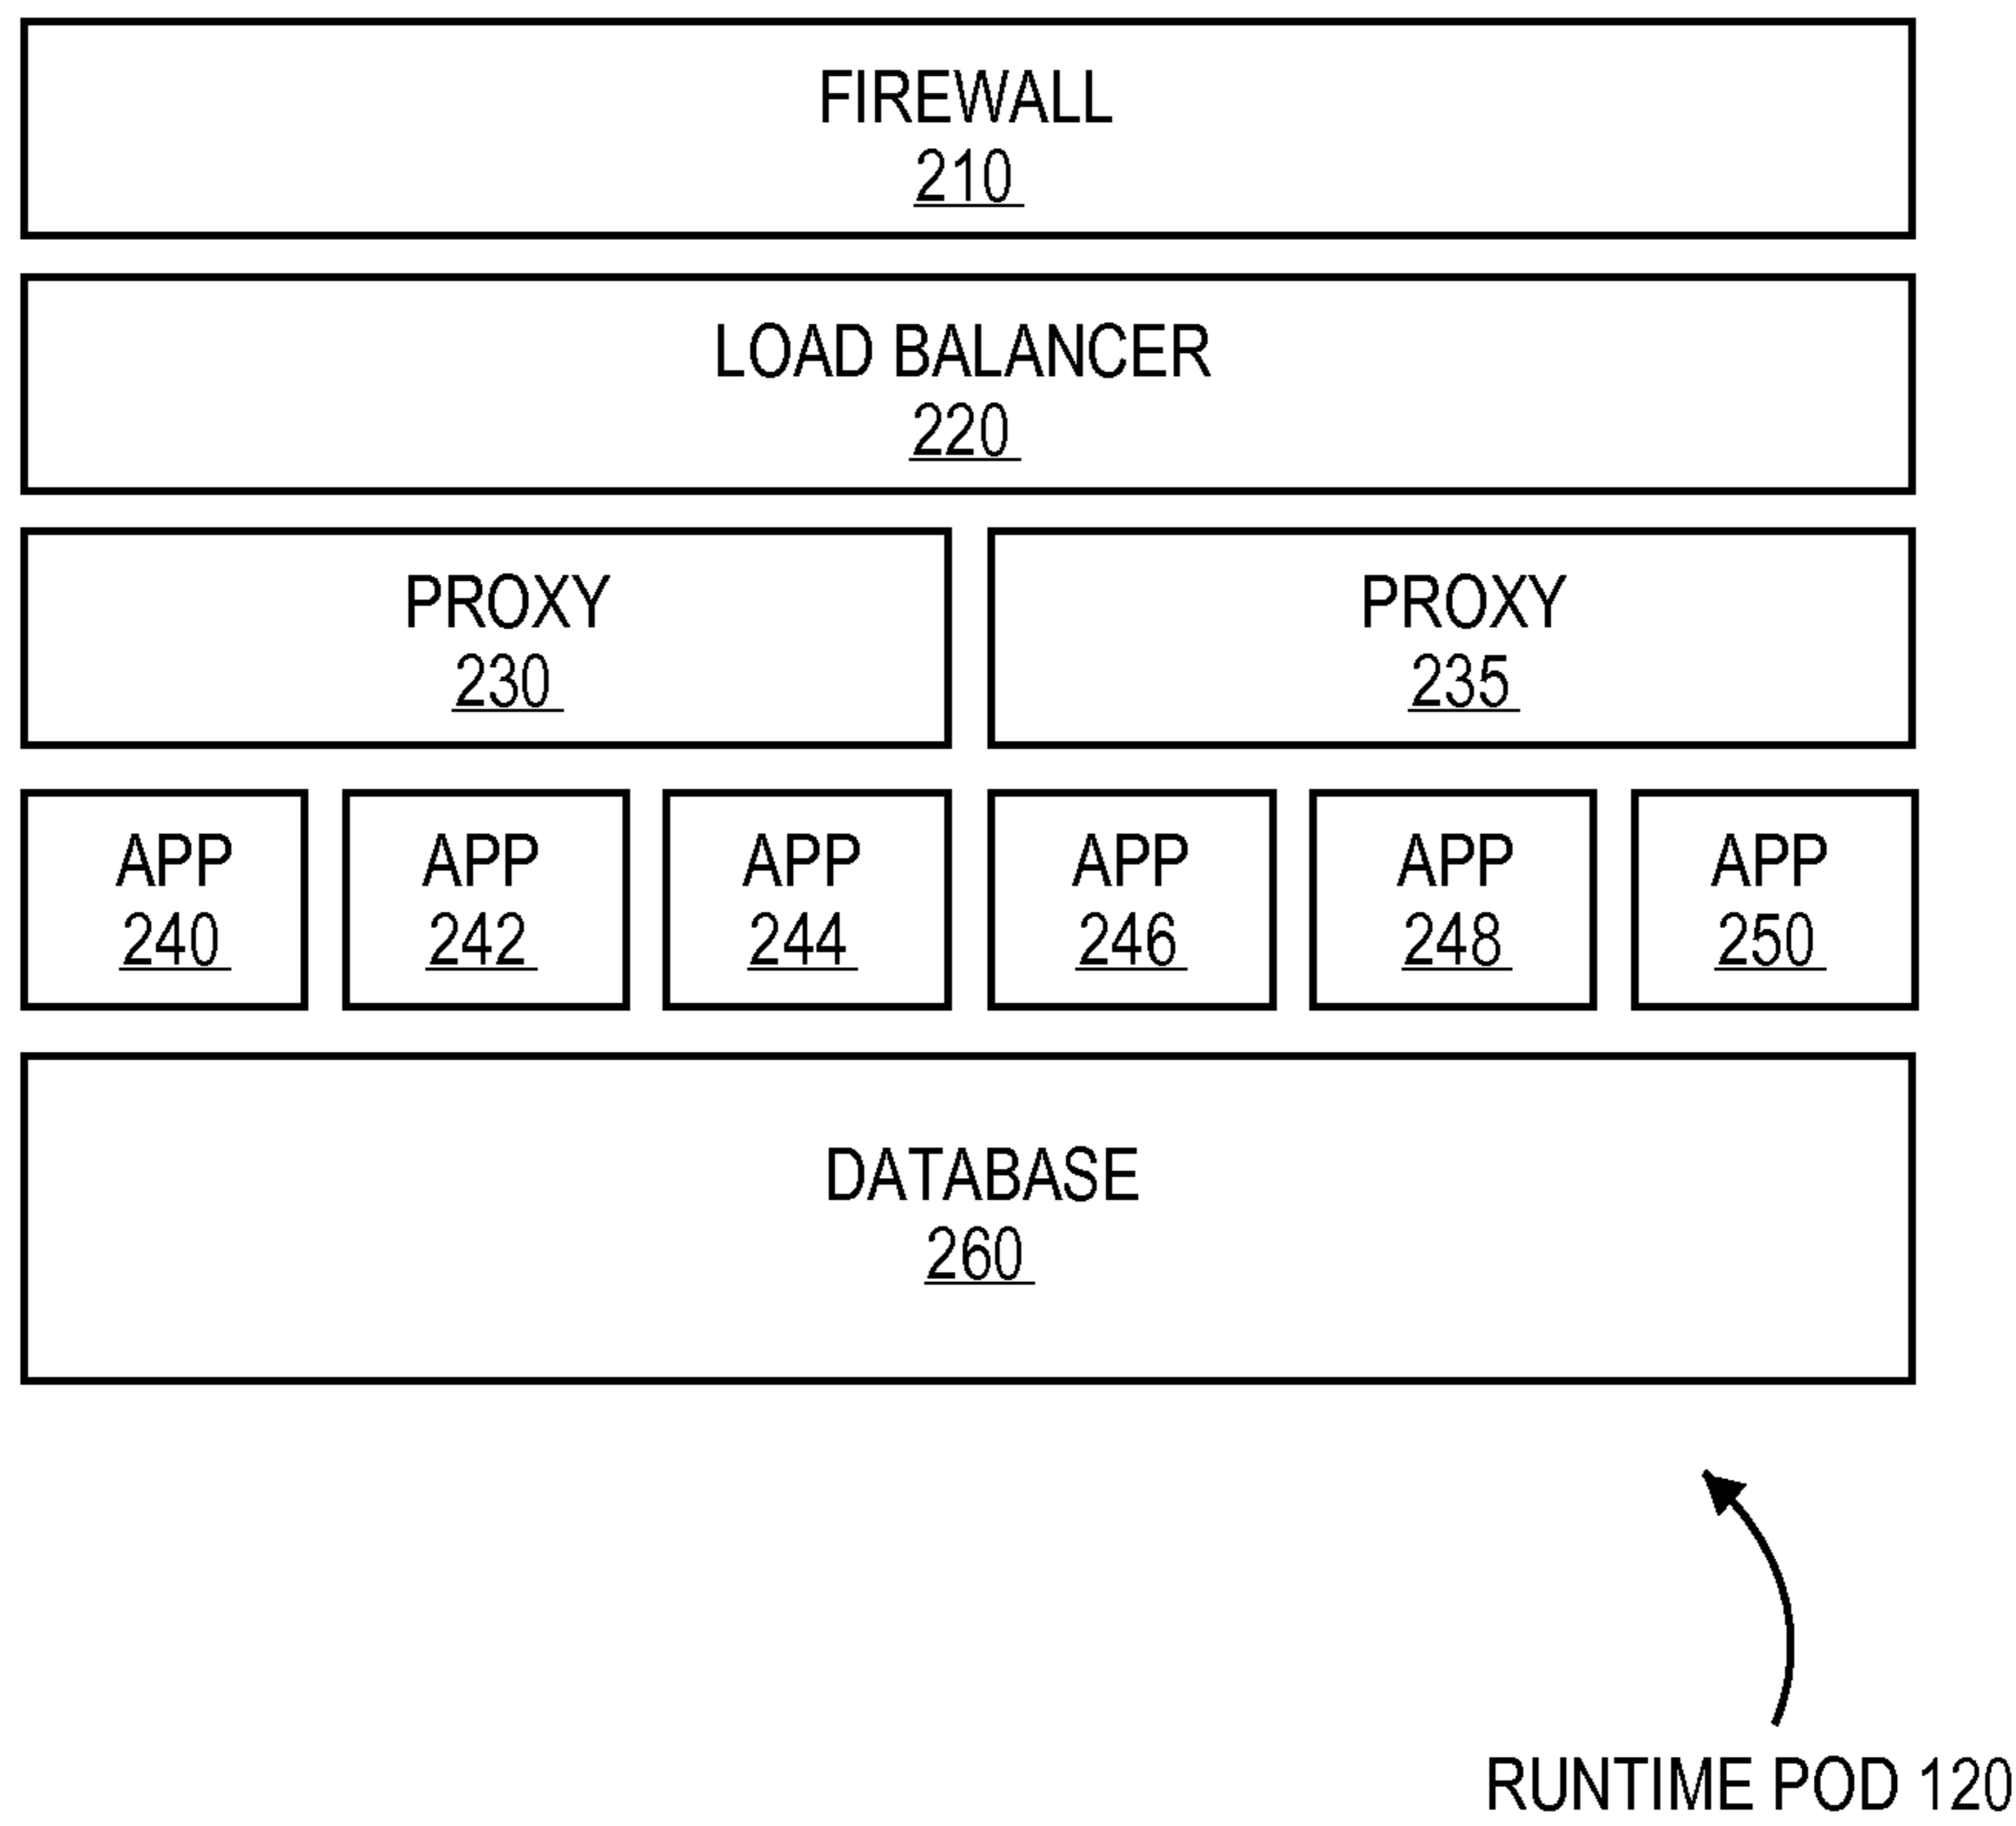 FIREWALL
210
LOAD BALANCER
220
PROXY
230
PROXY
235
APP
240
APP
242
APP
244
APP
246
APP
248
APP
250
DATABASE
260
RUNTIME POD 120